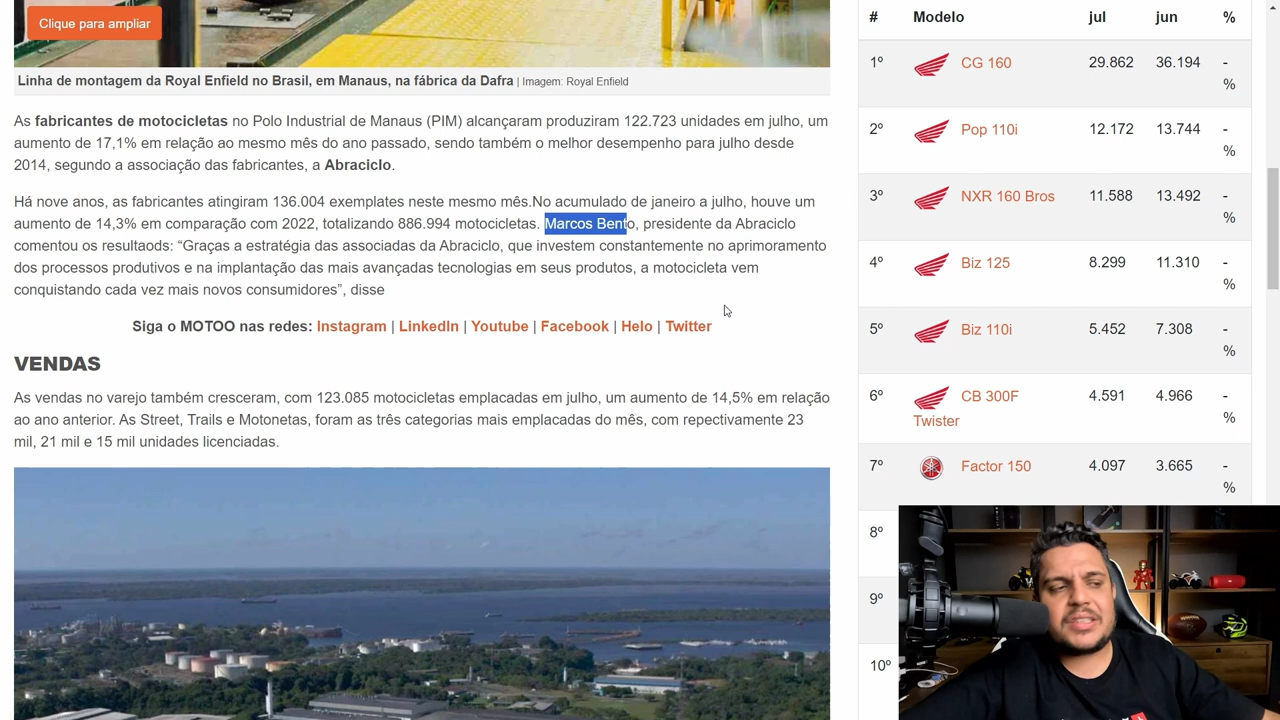 Clique para ampliar
Linha de montagem da Royal Enfield no Brasil, em Manaus, na fábrica da Dafra | Imagem: Royal Enfield
As fabricantes de motocicletas no Polo Industrial de Manaus (PIM) alcançaram produziram 122.723 unidades em julho, um
aumento de 17,1% em relação ao mesmo mês do ano passado, sendo também o melhor desempenho para julho desde
2014, segundo a associação das fabricantes, a Abraciclo.
Há nove anos, as fabricantes atingiram 136.004 exemplates neste mesmo mês.No acumulado de janeiro a julho, houve um
aumento de 14,3% em comparação com 2022, totalizando 886.994 motocicletas. Marcos Bento, presidente da Abraciclo
comentou os resultaods: “Graças a estratégia das associadas da Abraciclo, que investem constantemente no aprimoramento
dos processos produtivos e na implantação das mais avançadas tecnologias em seus produtos, a motocicleta vem
conquistando cada vez mais novos consumidores”, disse
Siga o MOTOO nas redes: Instagram | LinkedIn | Youtube | Facebook | Helo | Twitter
VENDAS
As vendas no varejo também cresceram, com 123.085 motocicletas emplacadas em julho, um aumento de 14,5% em relação
ao ano anterior. As Street, Trails e Motonetas, foram as três categorias mais emplacadas do mês, com repectivamente 23
mil, 21 mil e 15 mil unidades licenciadas.
# Modelo jul jun %
1º CG 160 29.862 36.194 -
%
2º Pop 110i 12.172 13.744 -
%
3º NXR 160 Bros 11.588 13.492 -
%
4º Biz 125 8.299 11.310 -
%
5º Biz 110i 5.452 7.308 -
%
6º CB 300F 4.591 4.966 -
Twister %
7º Factor 150 4.097 3.665 -
%
8º
9º
10º